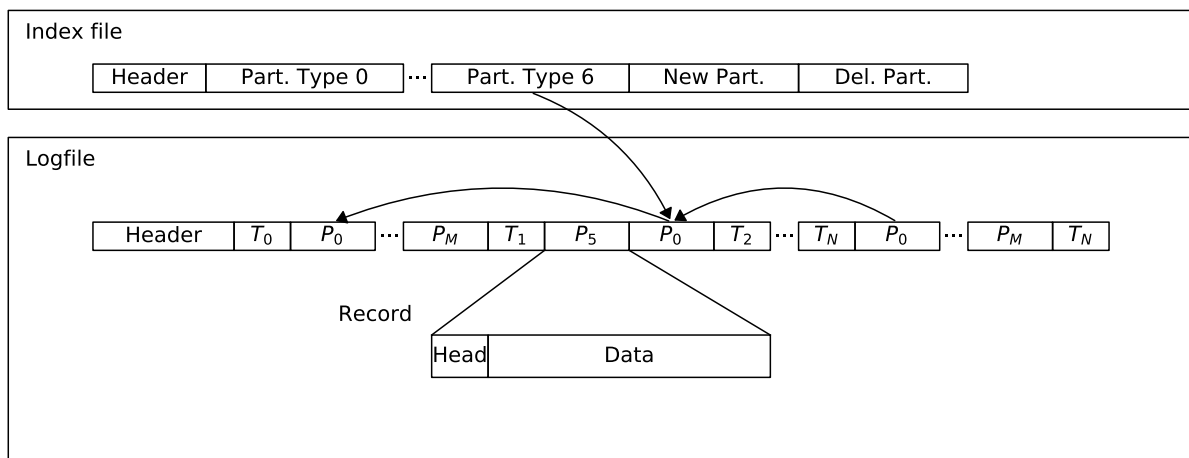 Index file
Header Part. Type 0 ... Part. Type 6 New Part. Del. Part.
Logfile
Header T0 P0 ... PM T1 P5 P0 T2 ... TN P0 ... PM TN
Record
Head Data